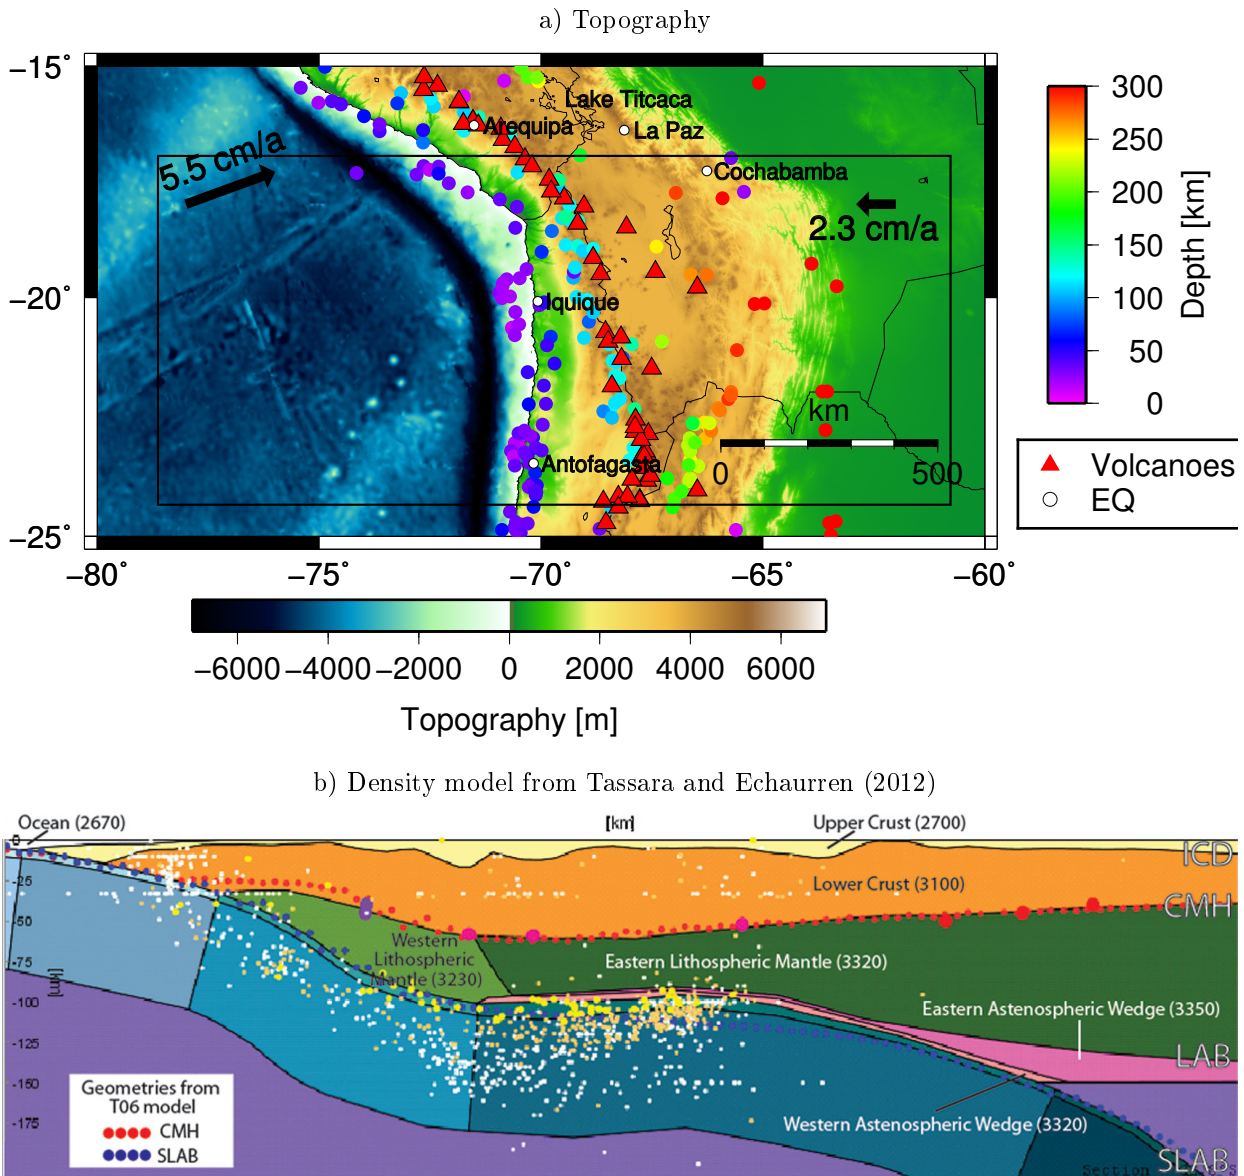 a) Topography
−15°
−20°
−25°
−80°
−75°
−70°
−65°
−60°
Lake Titcaca
Arequipa
La Paz
Cochabamba
5.5 cm/a
2.3 cm/a
Iquique
Antofagasta
km
0
500
300
250
200
150
100
50
0
Depth [km]
Volcanoes
EQ
−6000
−4000
−2000
0
2000
4000
6000
Topography [m]
b) Density model from Tassara and Echaurren (2012)
Ocean (2670)
[km]
Upper Crust (2700)
0
ICD
-25
Lower Crust (3100)
CMH
-50
Western
Lithospheric
Mantle (3230)
Eastern Lithospheric Mantle (3320)
-75
[km]
-100
Eastern Astenospheric Wedge (3350)
-125
LAB
-150
Geometries from
T06 model
CMH
SLAB
-175
Western Astenospheric Wedge (3320)
SLAB
Section